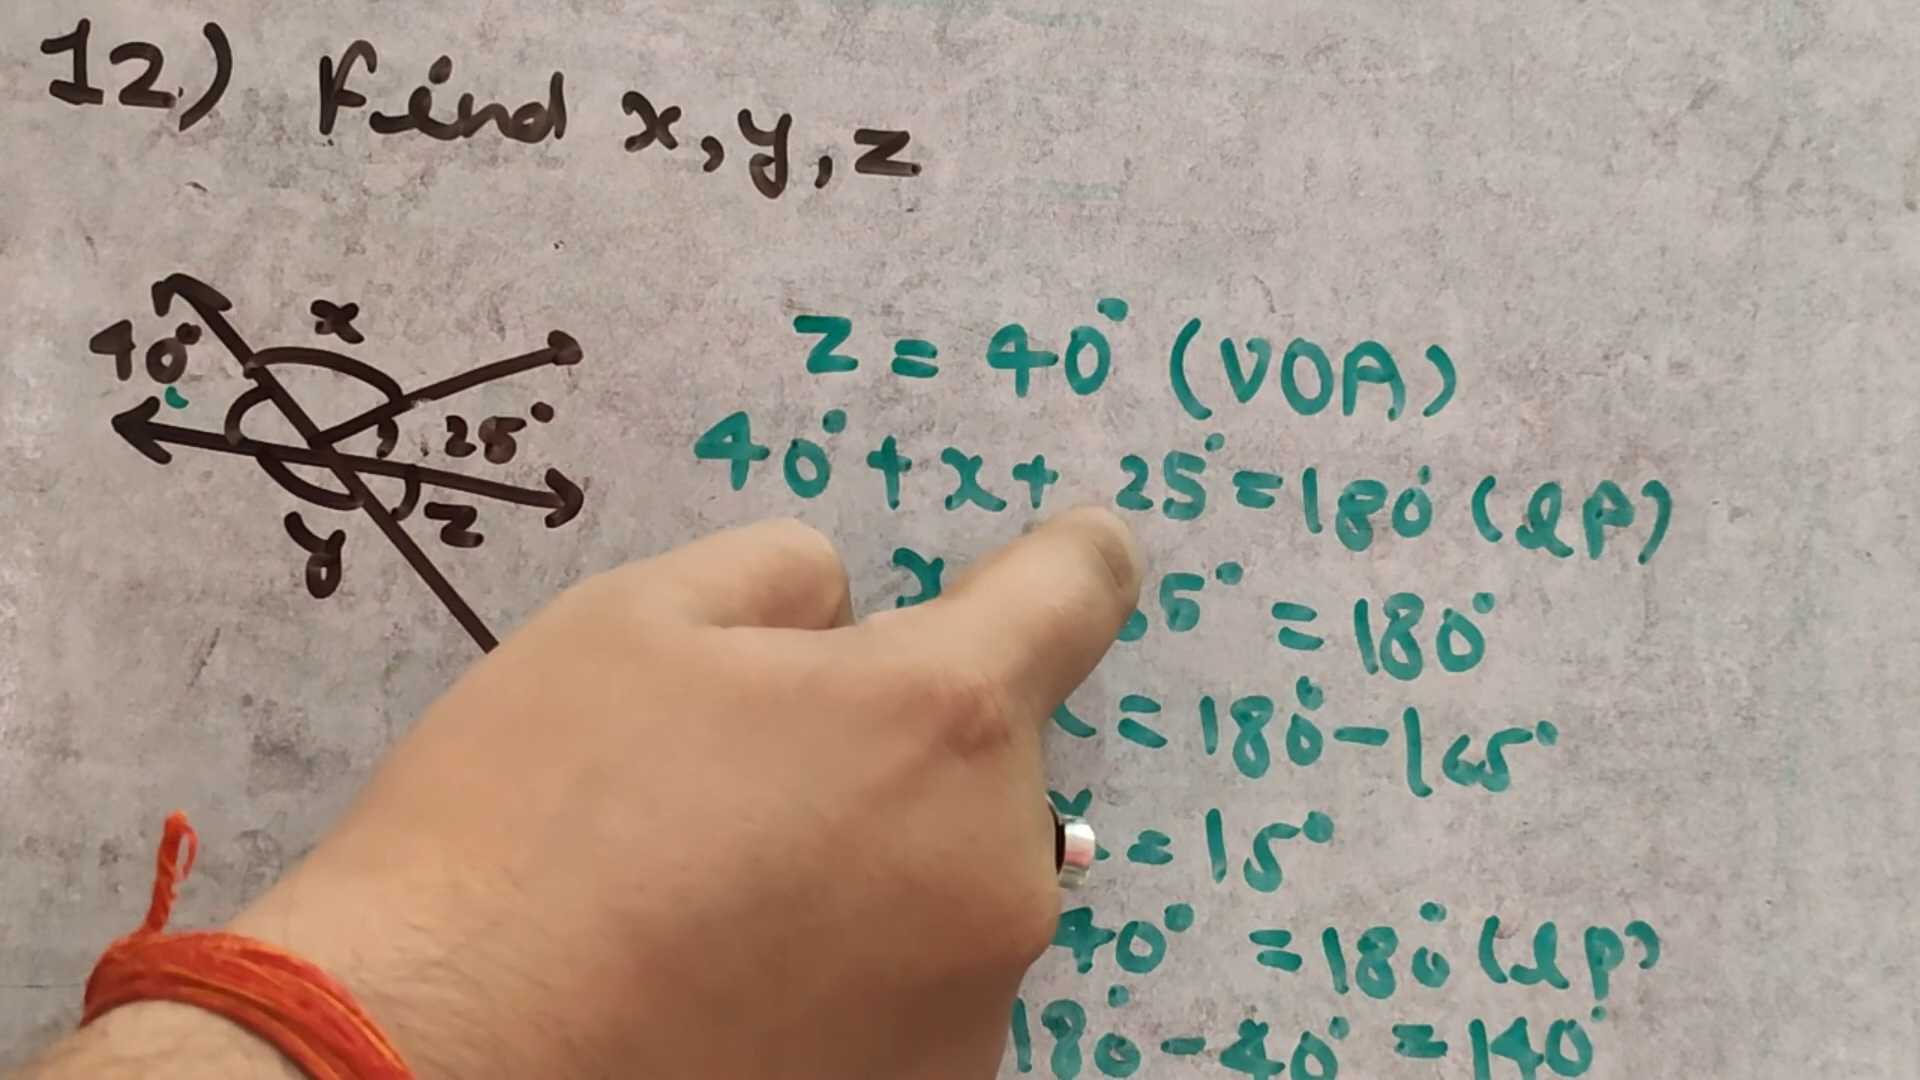 12.) Find x, y, z
x
40°
25°
z
y
z = 40° (VOA)
40° + x + 25° = 180° (LP)
x 65° = 180°
x = 180° - 165°
x = 15°
40° = 180° (LP)
180° - 40° = 140°